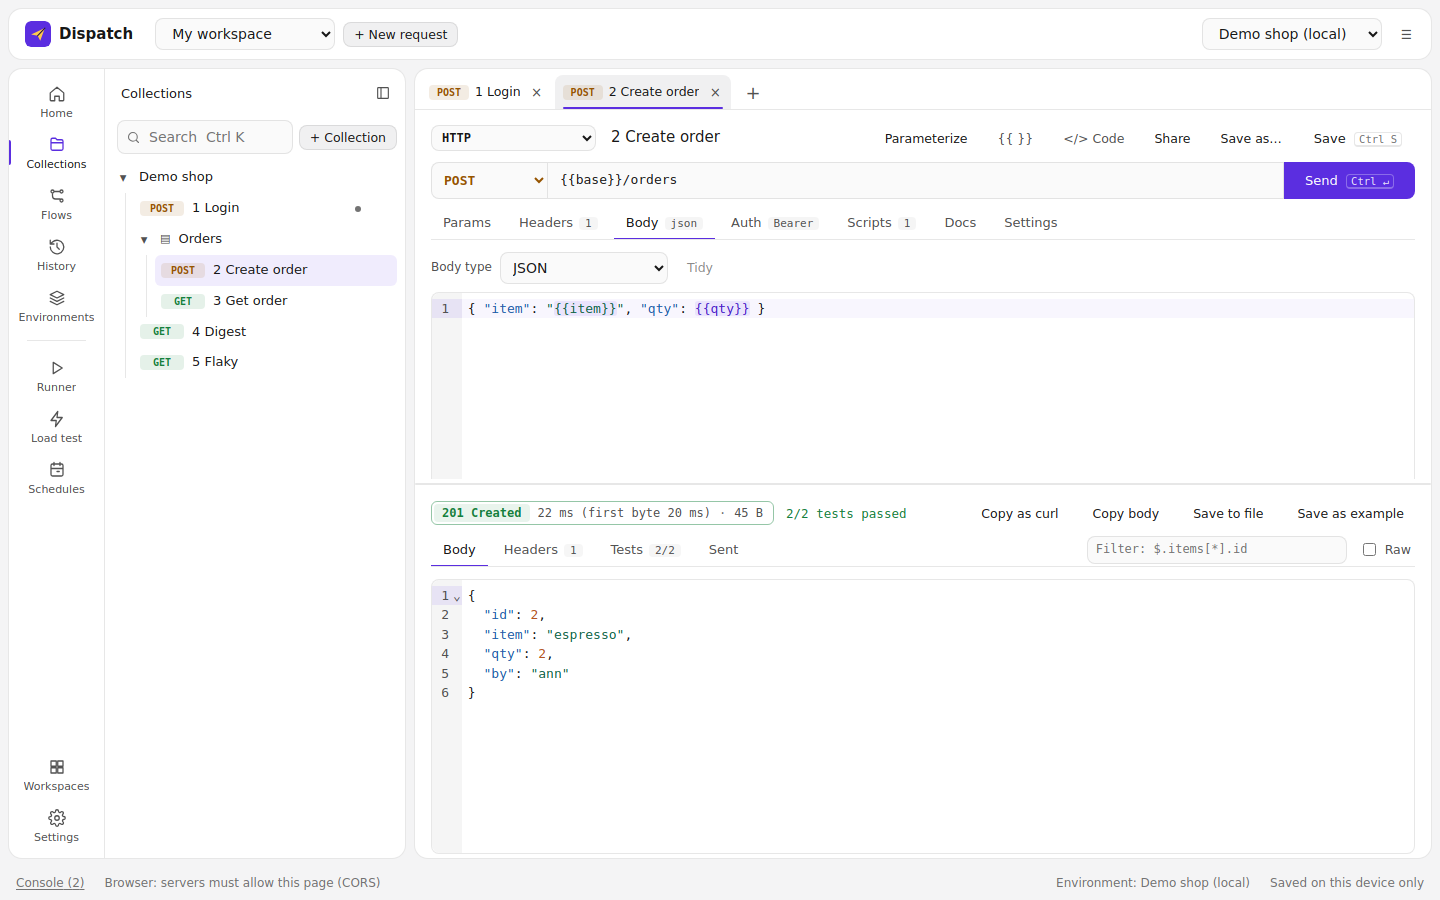 Dispatch
My workspace
+ New request
Demo shop (local)
Home
Collections
Flows
History
Environments
Runner
Load test
Schedules
Workspaces
Settings
Collections
Search Ctrl K
+ Collection
Demo shop
POST 1 Login
Orders
POST 2 Create order
GET 3 Get order
GET 4 Digest
GET 5 Flaky
POST 1 Login ×
POST 2 Create order ×
+
HTTP
2 Create order
Parameterize
{{ }}
</> Code
Share
Save as...
Save Ctrl S
POST
{{base}}/orders
Send Ctrl ↵
Params
Headers 1
Body json
Auth Bearer
Scripts 1
Docs
Settings
Body type
JSON
Tidy
1 { "item": "{{item}}", "qty": {{qty}} }
201 Created 22 ms (first byte 20 ms) · 45 B
2/2 tests passed
Copy as curl
Copy body
Save to file
Save as example
Body
Headers 1
Tests 2/2
Sent
Filter: $.items[*].id
Raw
1 {
2 "id": 2,
3 "item": "espresso",
4 "qty": 2,
5 "by": "ann"
6 }
Console (2)
Browser: servers must allow this page (CORS)
Environment: Demo shop (local)
Saved on this device only